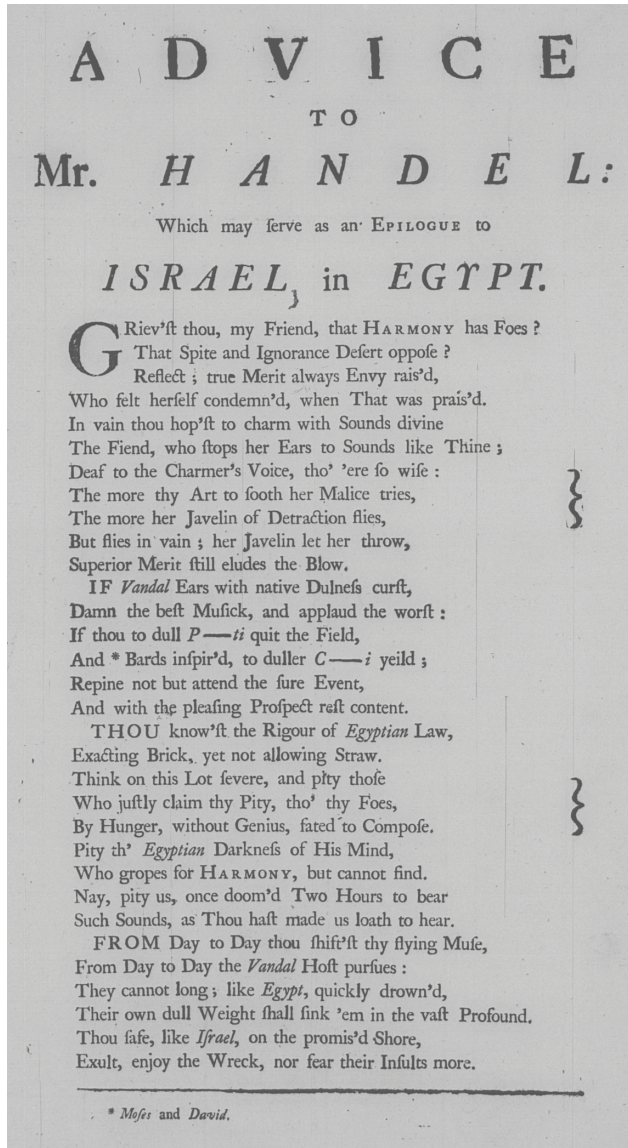 ADVICE
TO
Mr. HANDEL:
Which may ſerve as an EPILOGUE to
ISRAEL, in EGYPT.
GRiev'ſt thou, my Friend, that HARMONY has Foes ?
That Spite and Ignorance Deſert oppoſe ?
Reflect ; true Merit always Envy rais'd,
Who felt herſelf condemn'd, when That was prais'd.
In vain thou hop'ſt to charm with Sounds divine
The Fiend, who ſtops her Ears to Sounds like Thine ;
Deaf to the Charmer's Voice, tho' 'ere ſo wiſe :
The more thy Art to ſooth her Malice tries,
The more her Javelin of Detraction flies,
But flies in vain ; her Javelin let her throw,
Superior Merit ſtill eludes the Blow.
IF Vandal Ears with native Dulneſs curſt,
Damn the beſt Muſick, and applaud the worſt :
If thou to dull P——ti quit the Field,
And * Bards inſpir'd, to duller C——i yeild ;
Repine not but attend the ſure Event,
And with the pleaſing Proſpect reſt content.
THOU know'ſt the Rigour of Egyptian Law,
Exacting Brick, yet not allowing Straw.
Think on this Lot ſevere, and pity thoſe
Who juſtly claim thy Pity, tho' thy Foes,
By Hunger, without Genius, fated to Compoſe.
Pity th' Egyptian Darkneſs of His Mind,
Who gropes for HARMONY, but cannot find.
Nay, pity us, once doom'd Two Hours to bear
Such Sounds, as Thou haſt made us loath to hear.
FROM Day to Day thou ſhift'ſt thy flying Muſe,
From Day to Day the Vandal Hoſt purſues :
They cannot long ; like Egypt, quickly drown'd,
Their own dull Weight ſhall ſink 'em in the vaſt Profound.
Thou ſafe, like Iſrael, on the promis'd Shore,
Exult, enjoy the Wreck, nor fear their Inſults more.
* Moſes and David.